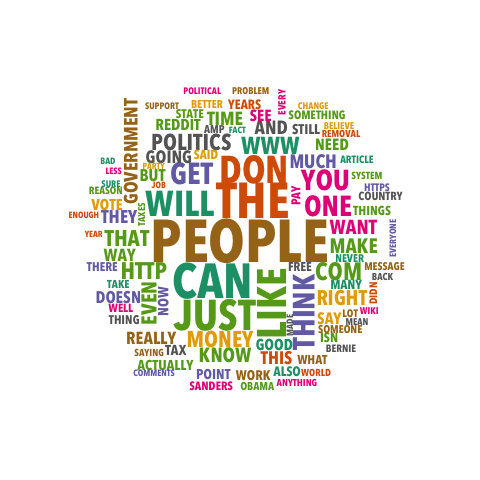 POLITICAL PROBLEM EVERY
SUPPORT BETTER YEARS CHANGE
GOVERNMENT STATE TIME SEE SOMETHING
REDDIT AMP FACT AND STILL BELIEVE
REMOVAL
POLITICS WWW NEED
GOING SAID DON MUCH ARTICLE
BAD PARTY
LESS BUT GET YOU SYSTEM
SURE JOB THE PAY HTTPS
REASON COUNTRY
VOTE WILL ONE THINGS
ENOUGH THEY TAXES
YEAR THAT PEOPLE WANT EVERYONE
WAY MAKE
NEVER
THERE HTTP CAN FREE COM MESSAGE
BACK
TAKE EVEN NOW LIKE THINK MANY
DOESN RIGHT DIDN
WELL JUST MADE SAY LOT WIKI
THING MEAN
SOMEONE
REALLY MONEY GOOD ISN
SAYING TAX KNOW THIS WHAT BERNIE
ACTUALLY
COMMENTS POINT WORK ALSO WORLD
SANDERS OBAMA ANYTHING